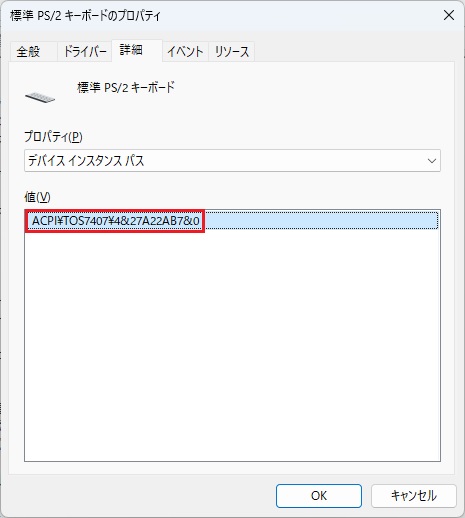 標準 PS/2 キーボードのプロパティ
全般 ドライバー 詳細 イベント リソース
標準 PS/2 キーボード
プロパティ(P)
デバイス インスタンス パス
値(V)
ACPI¥TOS7407¥4&27A22AB7&0
OK キャンセル